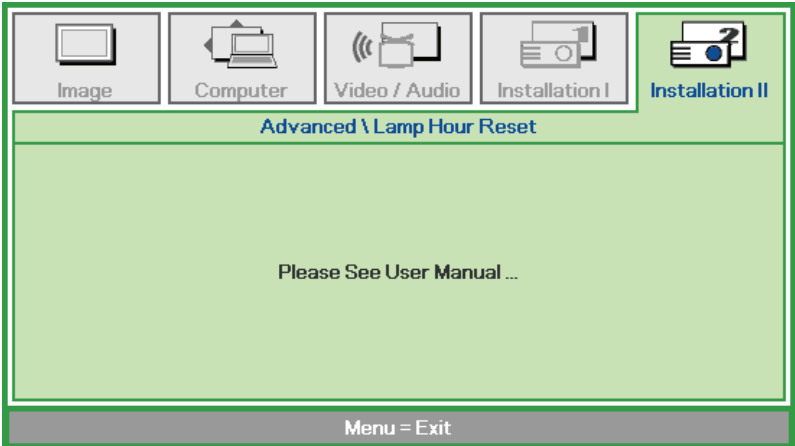 Image
Computer
Video / Audio
Installation I
Installation II
Advanced \ Lamp Hour Reset
Please See User Manual ...
Menu = Exit